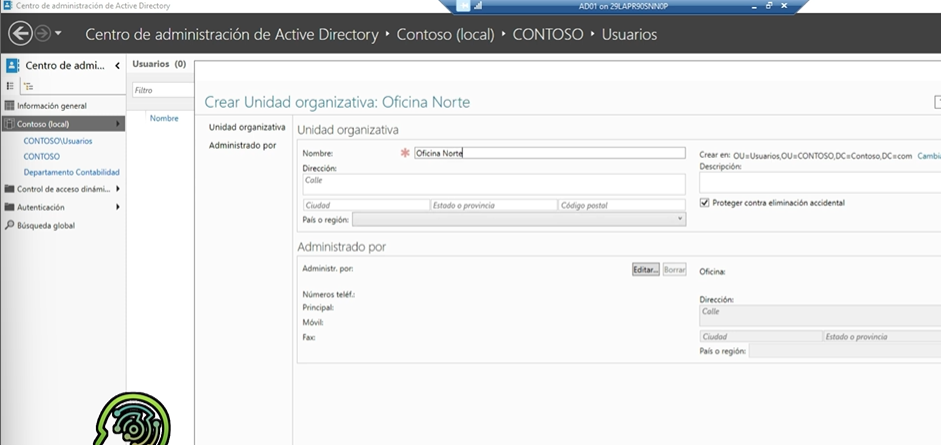 Centro de administración de Active Directory
AD01 on 29LAPR90SNN0P
Centro de administración de Active Directory • Contoso (local) • CONTOSO • Usuarios
Centro de admi...
Información general
Contoso (local)
CONTOSO\Usuarios
CONTOSO
Departamento Contabilidad
Control de acceso dinámi...
Autenticación
Búsqueda global
Usuarios (0)
Filtro
Nombre
Crear Unidad organizativa: Oficina Norte
Unidad organizativa
Administrado por
Unidad organizativa
Nombre: * Oficina Norte
Dirección:
Calle
Ciudad Estado o provincia Código postal
País o región:
Crear en: OU=Usuarios,OU=CONTOSO,DC=Contoso,DC=com Cambia
Descripción:
Proteger contra eliminación accidental
Administrado por
Administr. por: Editar... Borrar
Números teléf.:
Principal:
Móvil:
Fax:
Oficina:
Dirección:
Calle
Ciudad Estado o provincia
País o región: